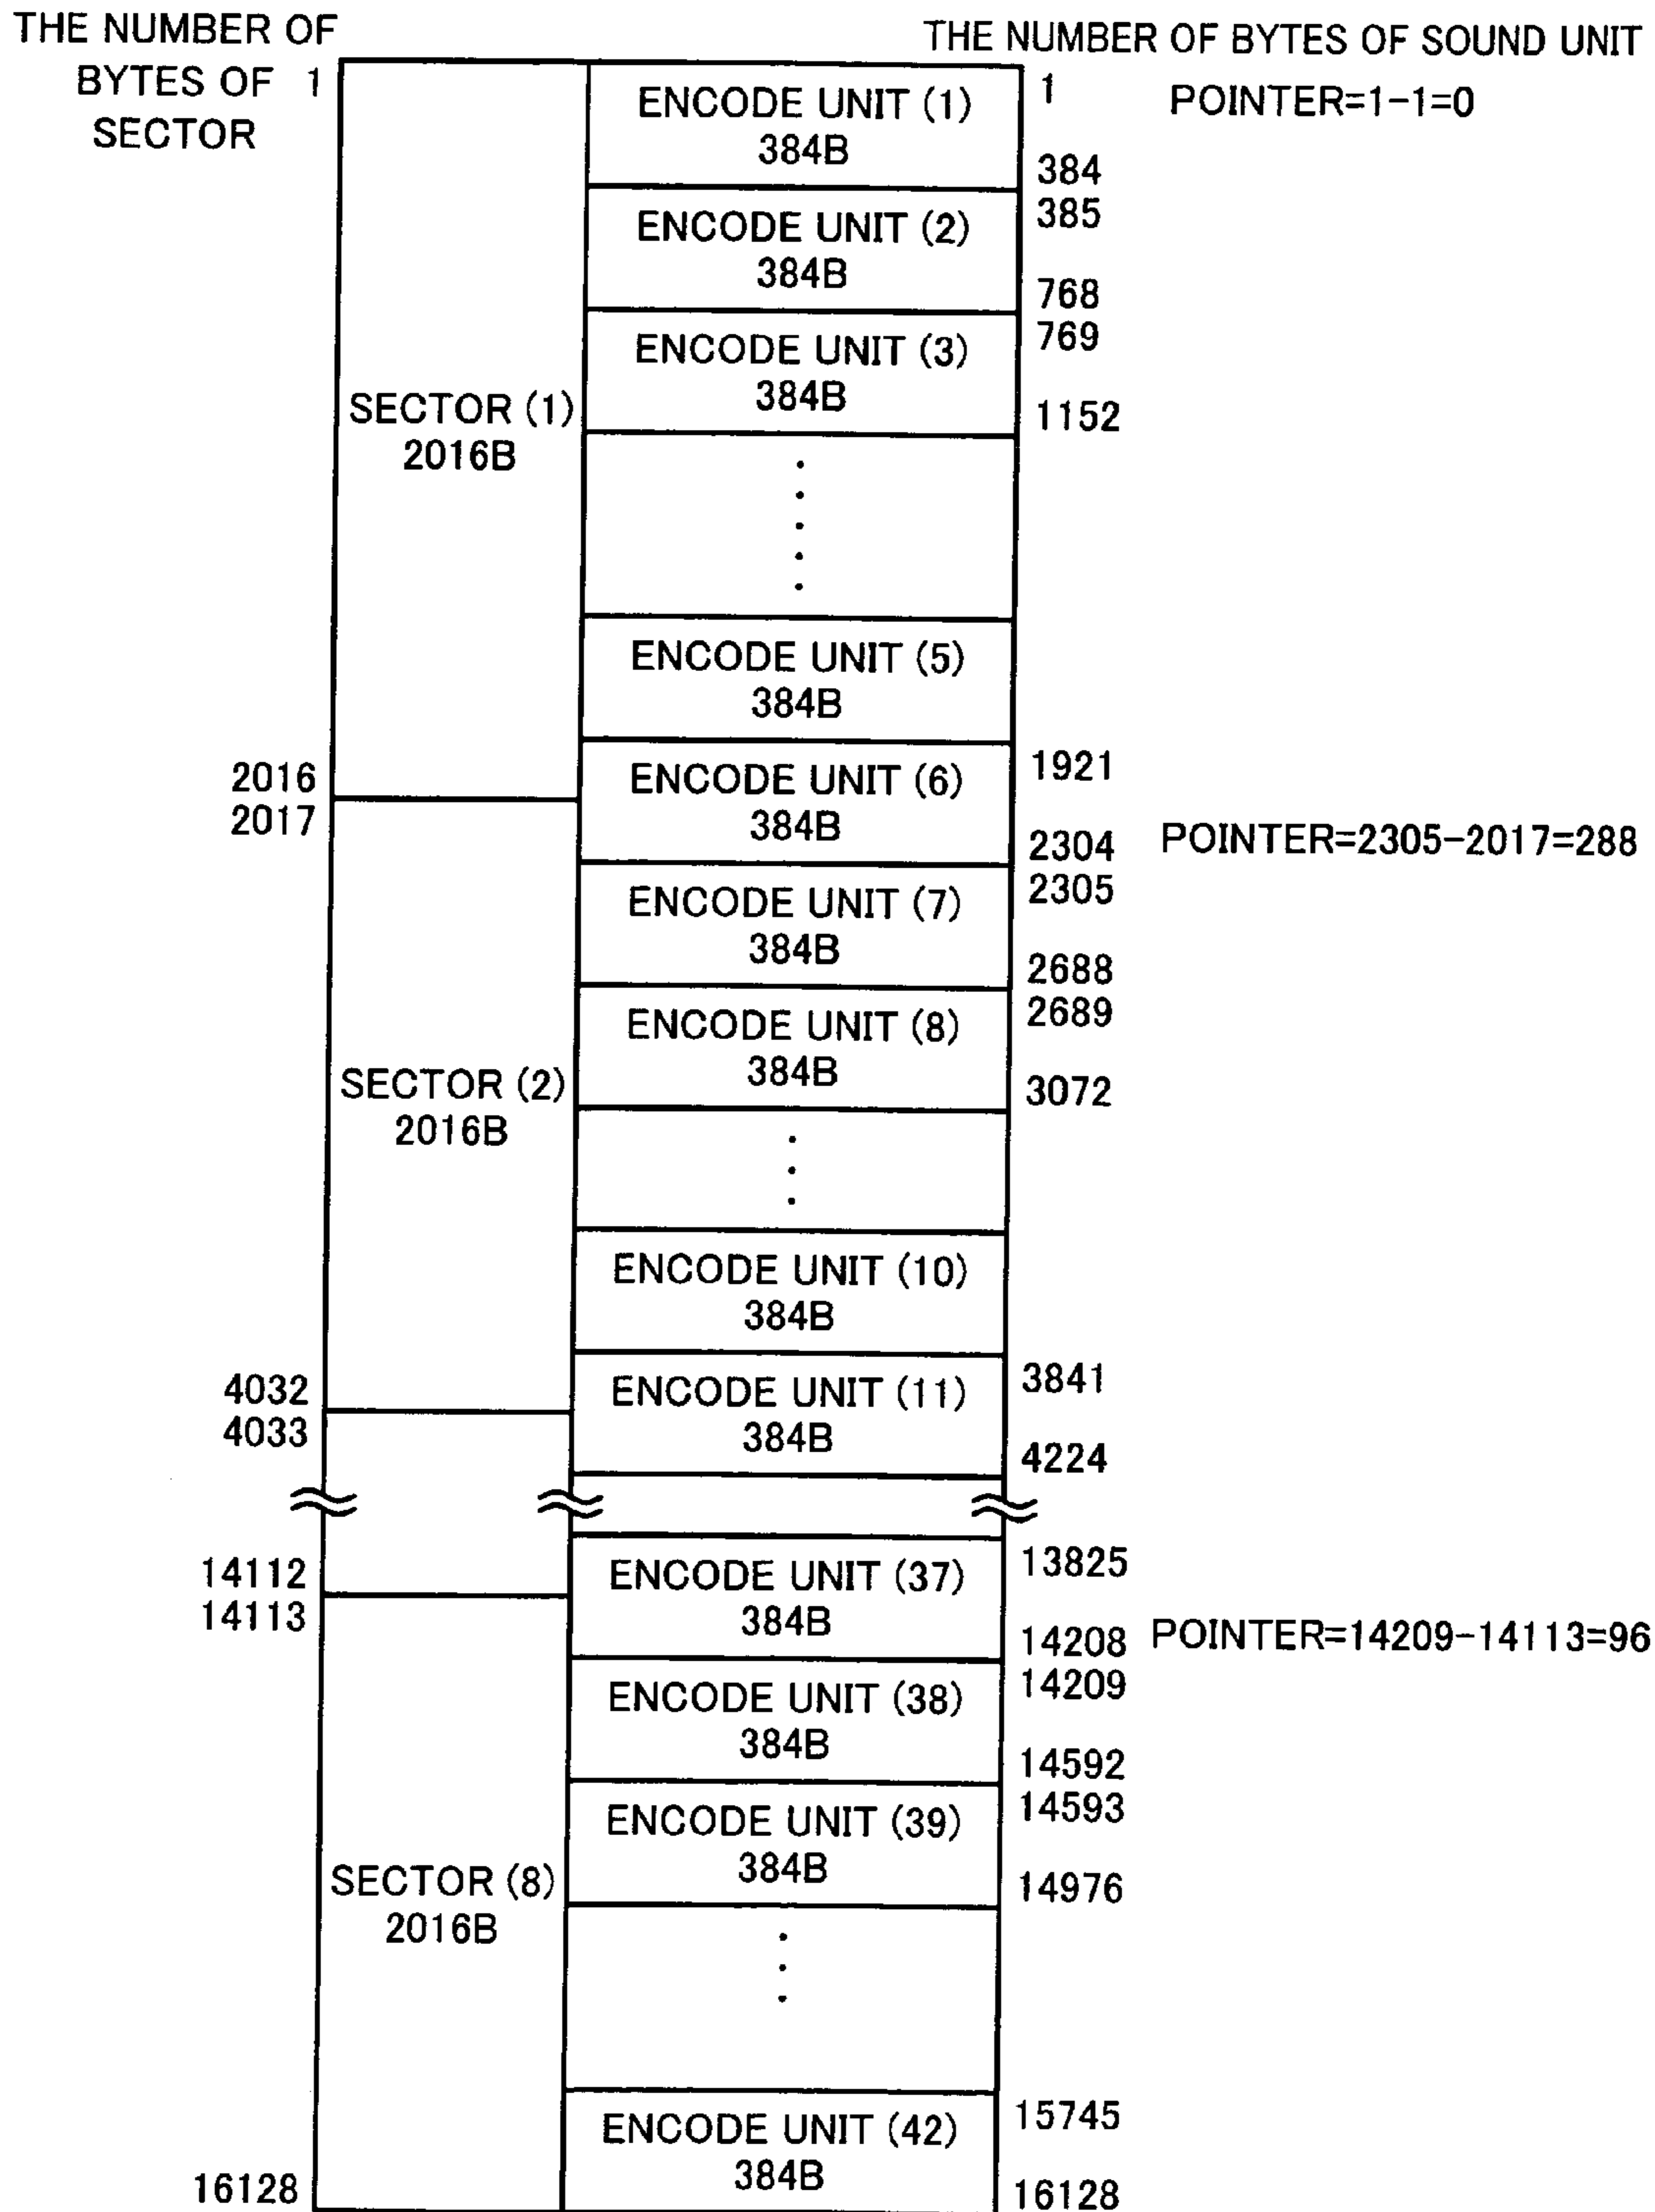 THE NUMBER OF
BYTES OF 1
SECTOR
THE NUMBER OF BYTES OF SOUND UNIT
ENCODE UNIT (1)
384B
1
POINTER=1-1=0
384
ENCODE UNIT (2)
384B
385
768
ENCODE UNIT (3)
384B
769
1152
SECTOR (1)
2016B
ENCODE UNIT (5)
384B
2016
ENCODE UNIT (6)
384B
1921
2017
2304
POINTER=2305-2017=288
ENCODE UNIT (7)
384B
2305
2688
ENCODE UNIT (8)
384B
2689
3072
SECTOR (2)
2016B
ENCODE UNIT (10)
384B
4032
ENCODE UNIT (11)
384B
3841
4033
4224
14112
ENCODE UNIT (37)
384B
13825
14113
14208
POINTER=14209-14113=96
ENCODE UNIT (38)
384B
14209
14592
ENCODE UNIT (39)
384B
14593
14976
SECTOR (8)
2016B
ENCODE UNIT (42)
384B
15745
16128
16128